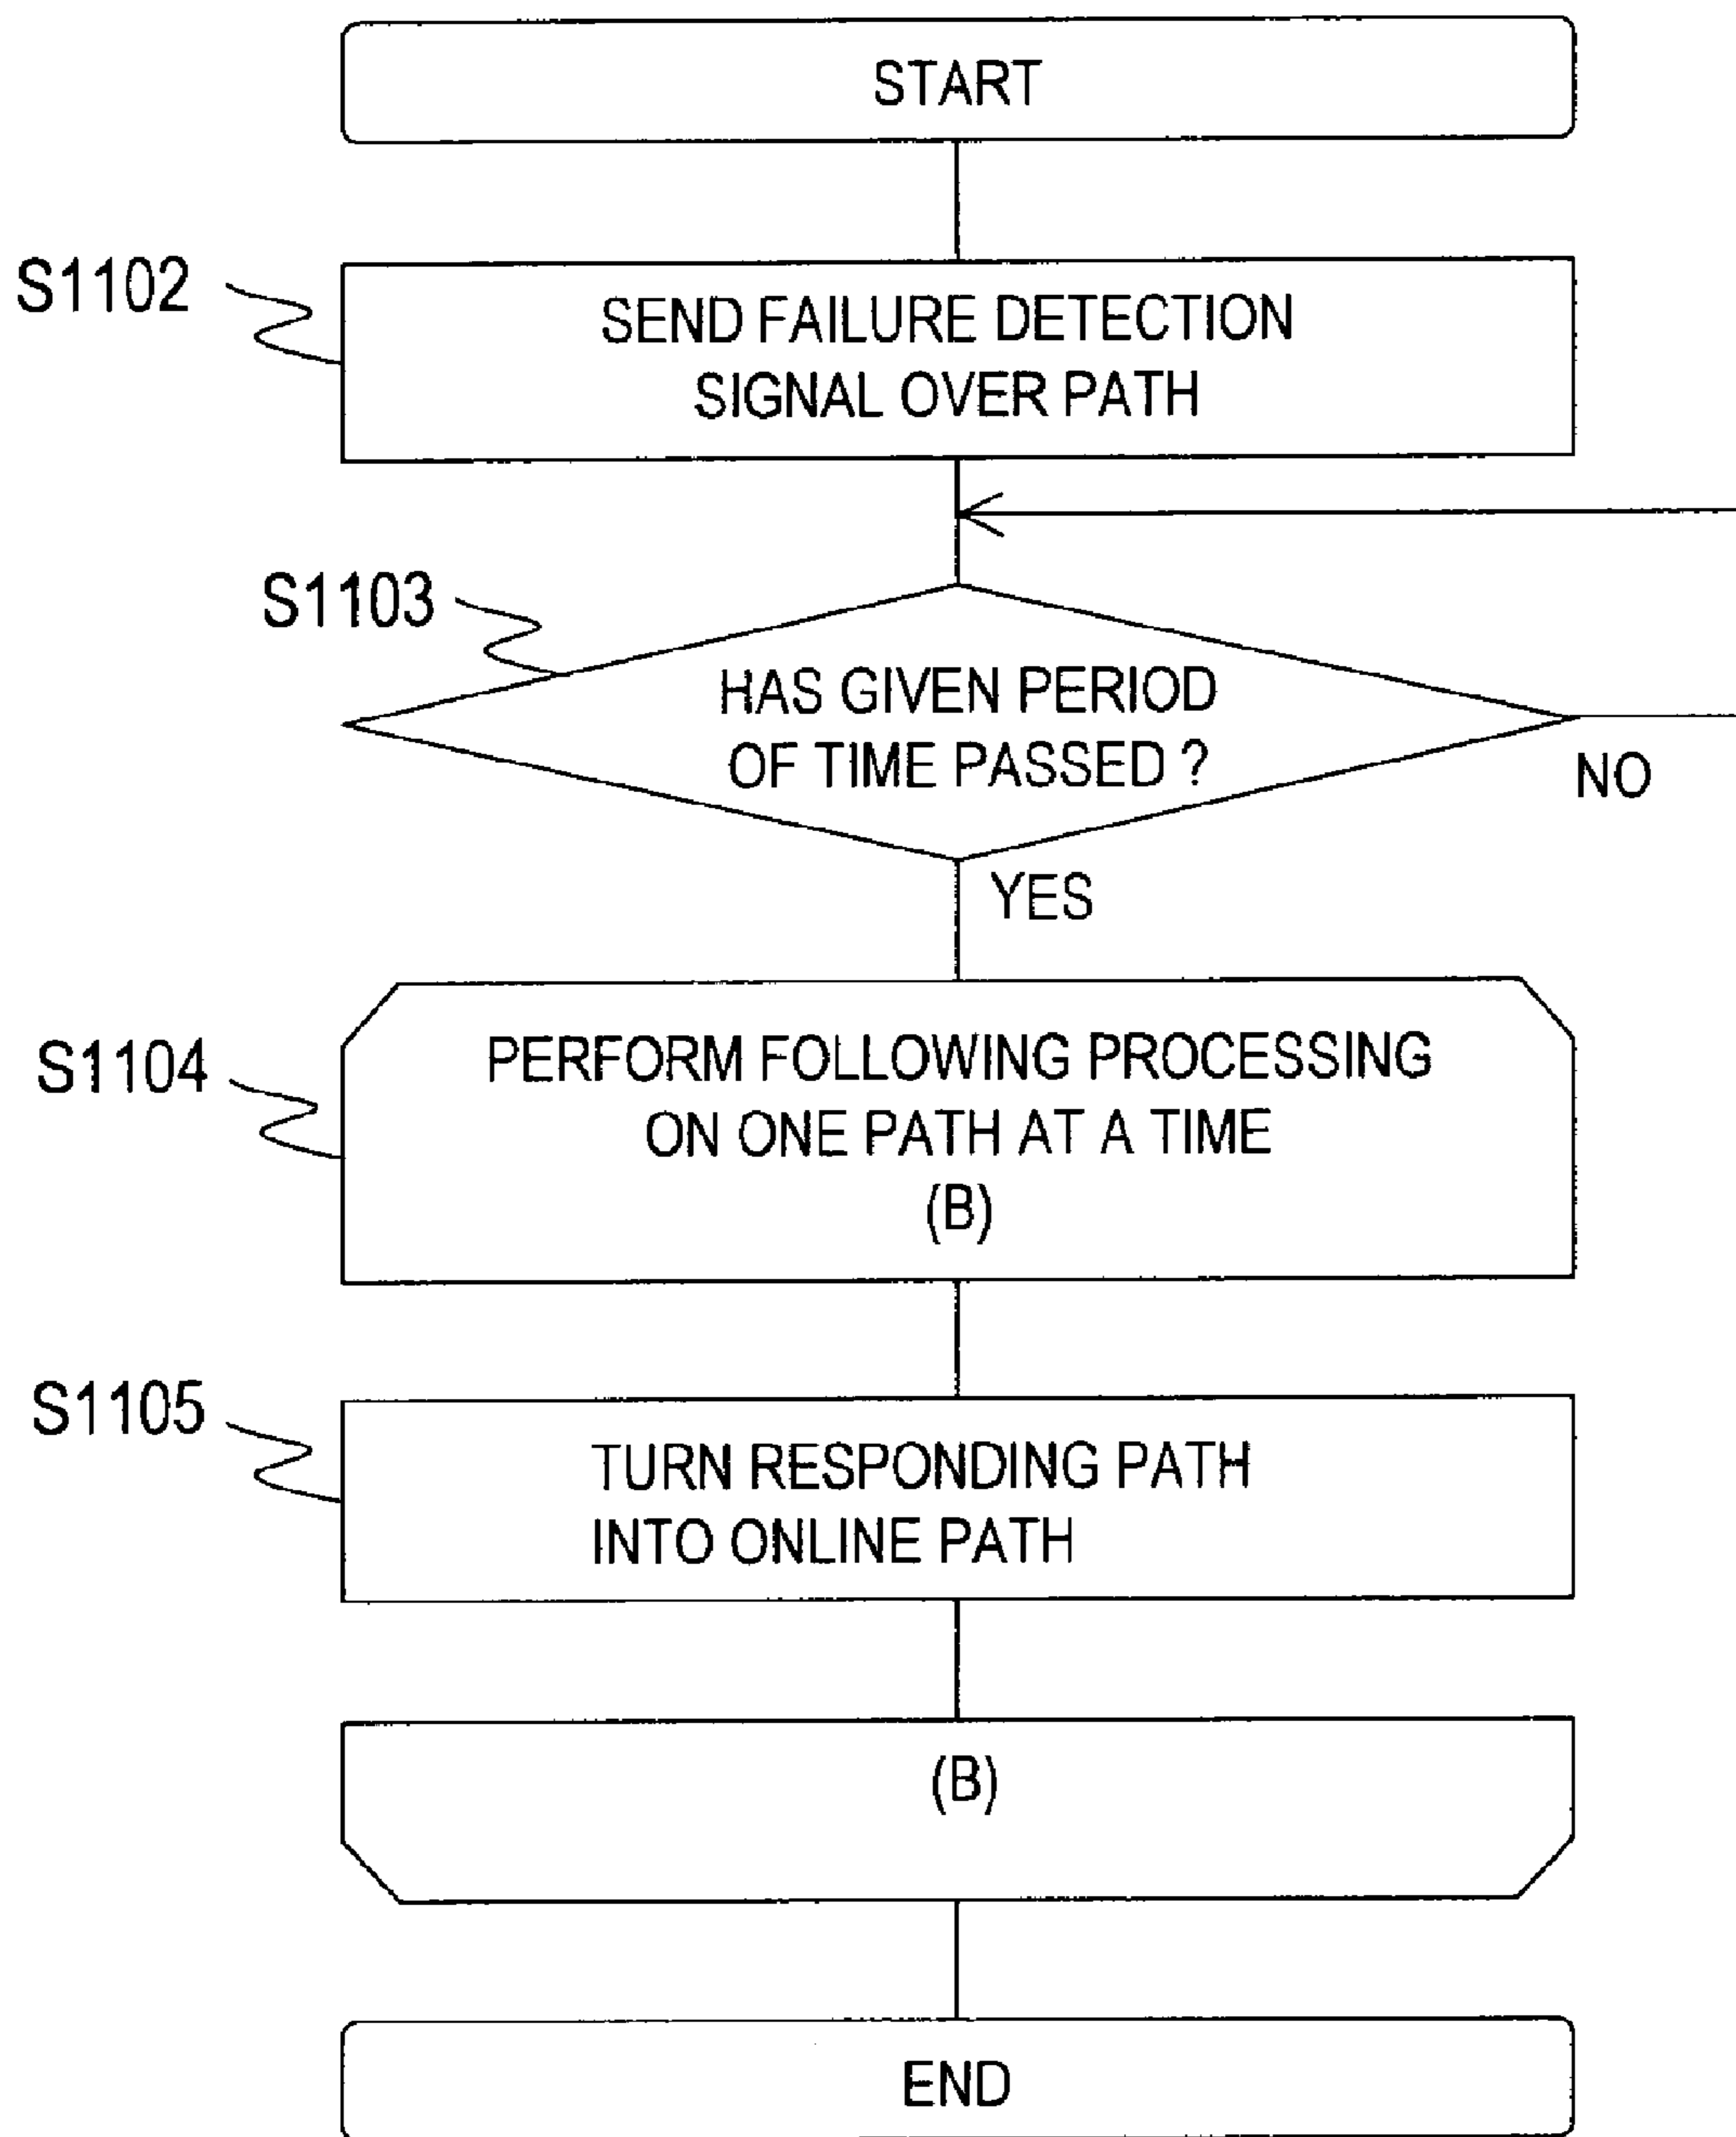 START
S1102
SEND FAILURE DETECTION
SIGNAL OVER PATH
S1103
HAS GIVEN PERIOD
OF TIME PASSED ?
NO
YES
S1104
PERFORM FOLLOWING PROCESSING
ON ONE PATH AT A TIME
(B)
S1105
TURN RESPONDING PATH
INTO ONLINE PATH
(B)
END